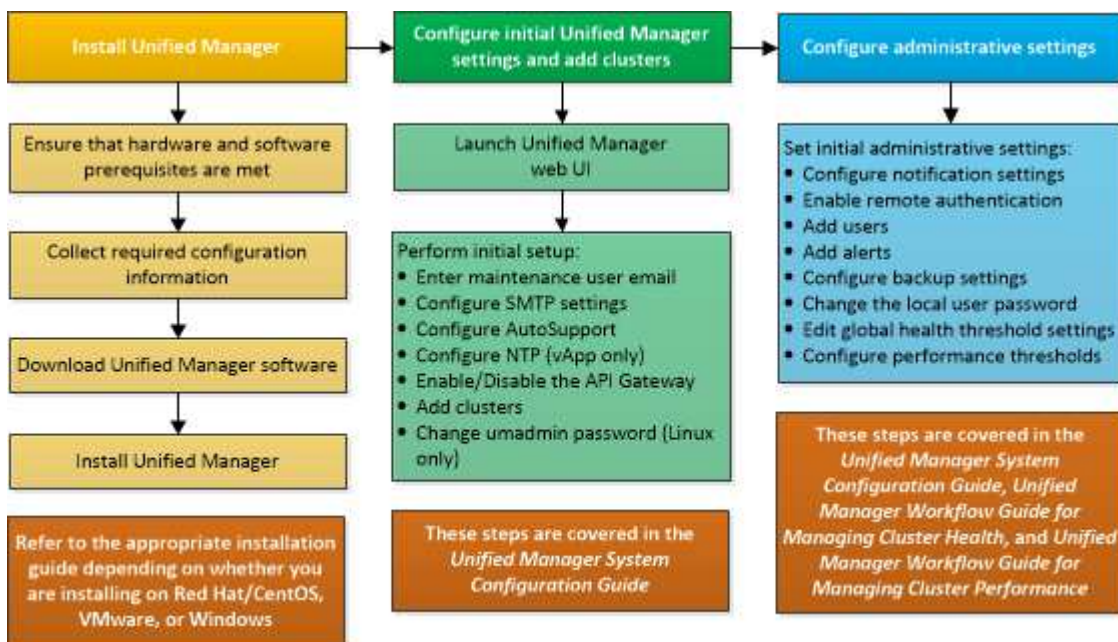 Install Unified Manager
Ensure that hardware and software
prerequisites are met
Collect required configuration
information
Download Unified Manager software
Install Unified Manager
Refer to the appropriate installation
guide depending on whether you
are installing on Red Hat/CentOS,
VMware, or Windows
Configure initial Unified Manager
settings and add clusters
Launch Unified Manager
web UI
Perform initial setup:
• Enter maintenance user email
• Configure SMTP settings
• Configure AutoSupport
• Configure NTP (vApp only)
• Enable/Disable the API Gateway
• Add clusters
• Change umadmin password (Linux
only)
These steps are covered in the
Unified Manager System
Configuration Guide
Configure administrative settings
Set initial administrative settings:
• Configure notification settings
• Enable remote authentication
• Add users
• Add alerts
• Configure backup settings
• Change the local user password
• Edit global health threshold settings
• Configure performance thresholds
These steps are covered in the
Unified Manager System
Configuration Guide, Unified
Manager Workflow Guide for
Managing Cluster Health, and Unified
Manager Workflow Guide for
Managing Cluster Performance